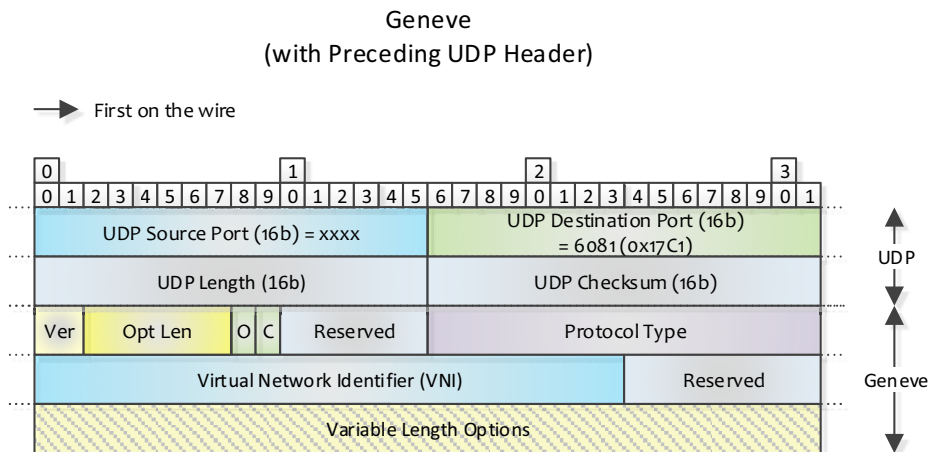 Geneve
(with Preceding UDP Header)
First on the wire
0 1 2 3
0 1 2 3 4 5 6 7 8 9 0 1 2 3 4 5 6 7 8 9 0 1 2 3 4 5 6 7 8 9 0 1
UDP Source Port (16b) = xxxx
UDP Destination Port (16b)
= 6081 (0x17C1)
UDP
UDP Length (16b) UDP Checksum (16b)
Ver Opt Len O C Reserved Protocol Type
Virtual Network Identifier (VNI) Reserved
Geneve
Variable Length Options